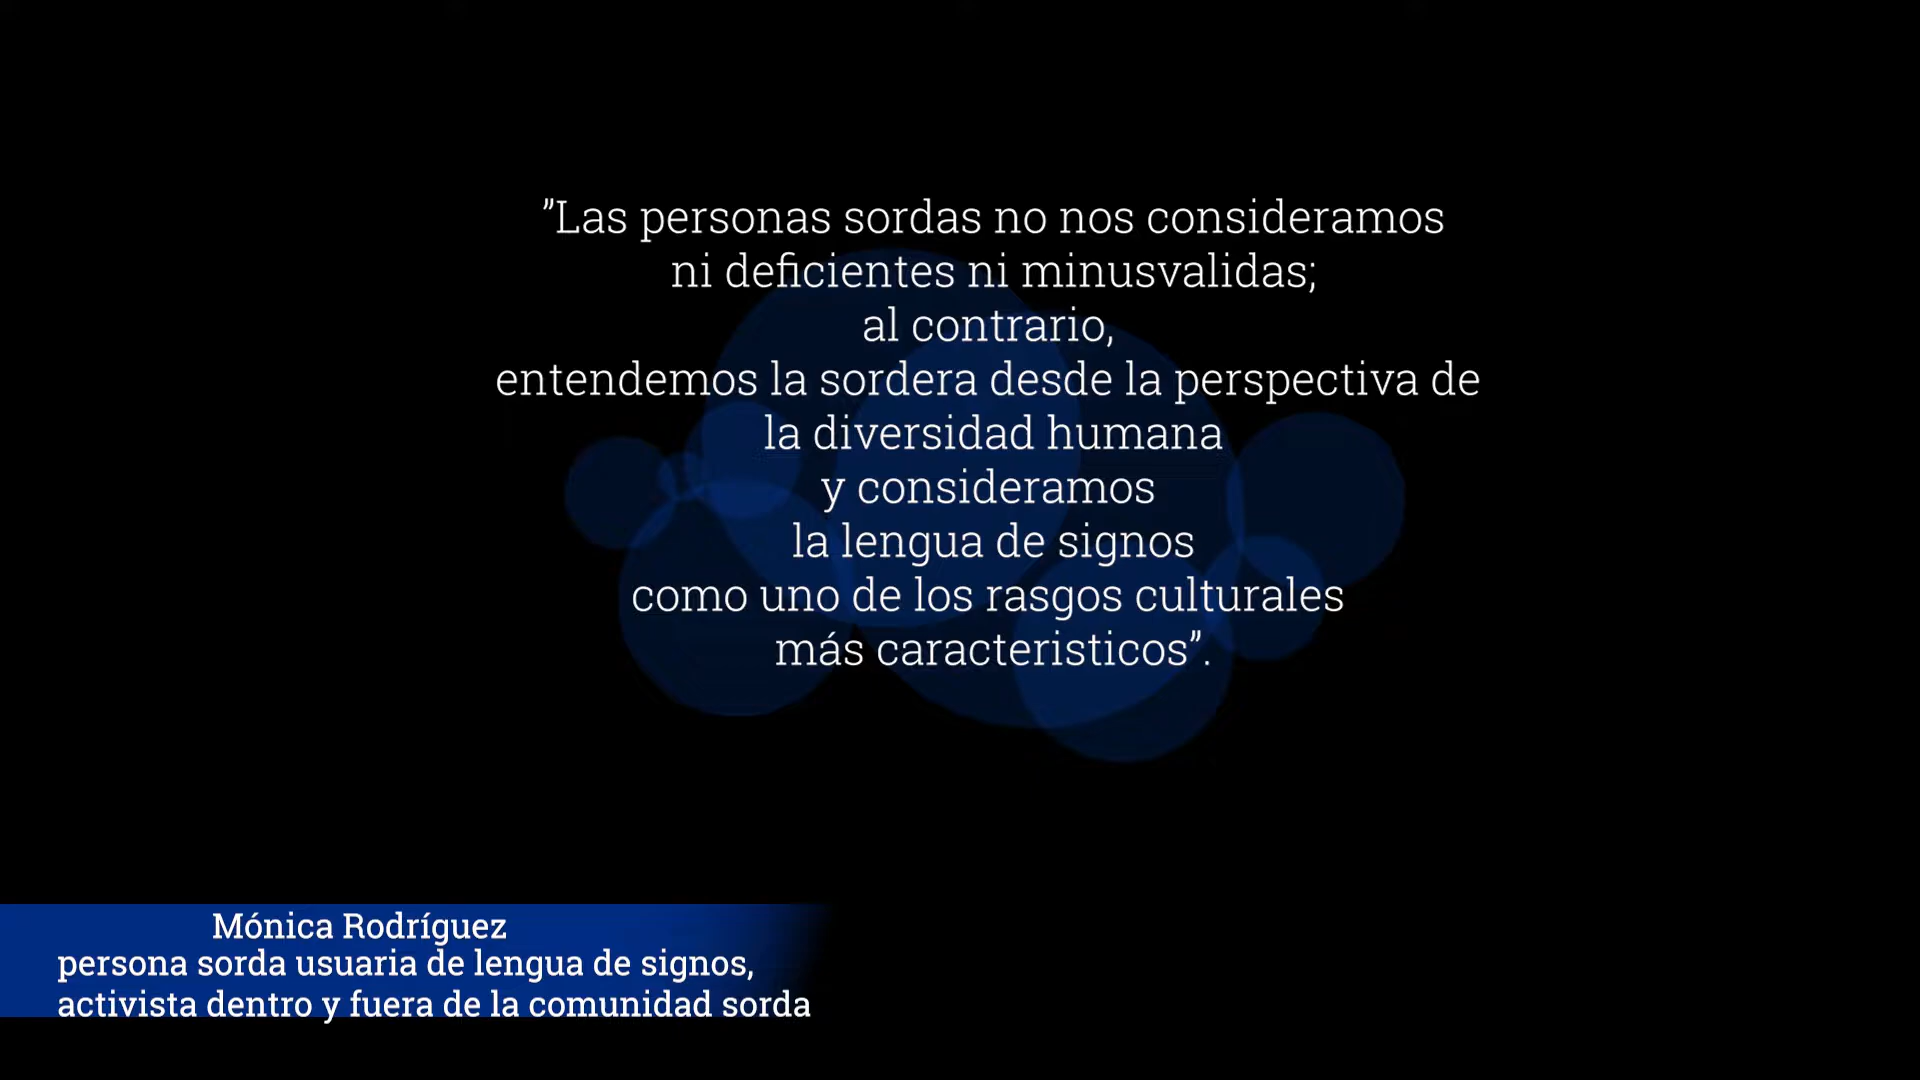 ”Las personas sordas no nos consideramos
ni deficientes ni minusvalidas;
al contrario,
entendemos la sordera desde la perspectiva de
la diversidad humana
y consideramos
la lengua de signos
como uno de los rasgos culturales
más caracteristicos”.
Mónica Rodríguez
persona sorda usuaria de lengua de signos,
activista dentro y fuera de la comunidad sorda